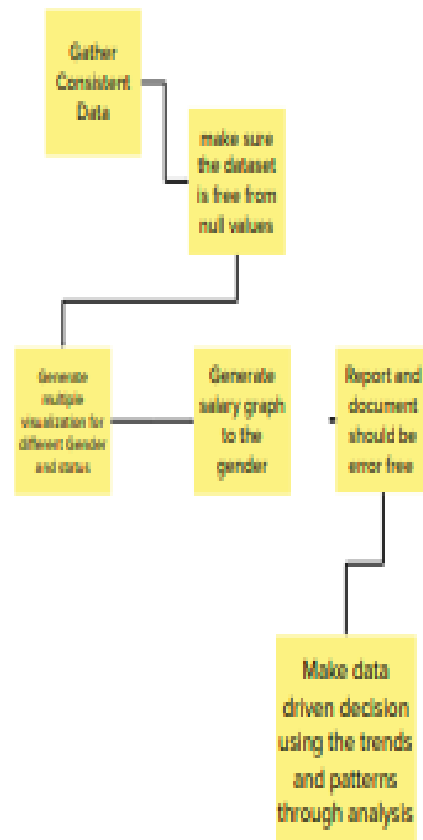 Gather
Consistent
Data
make sure
the dataset
is free from
null values
Generate
multiple
visualization for
different Gender
and status
Generate
salary graph
to the
gender
Report and
document
should be
error free
Make data
driven decision
using the trends
and patterns
through analysis